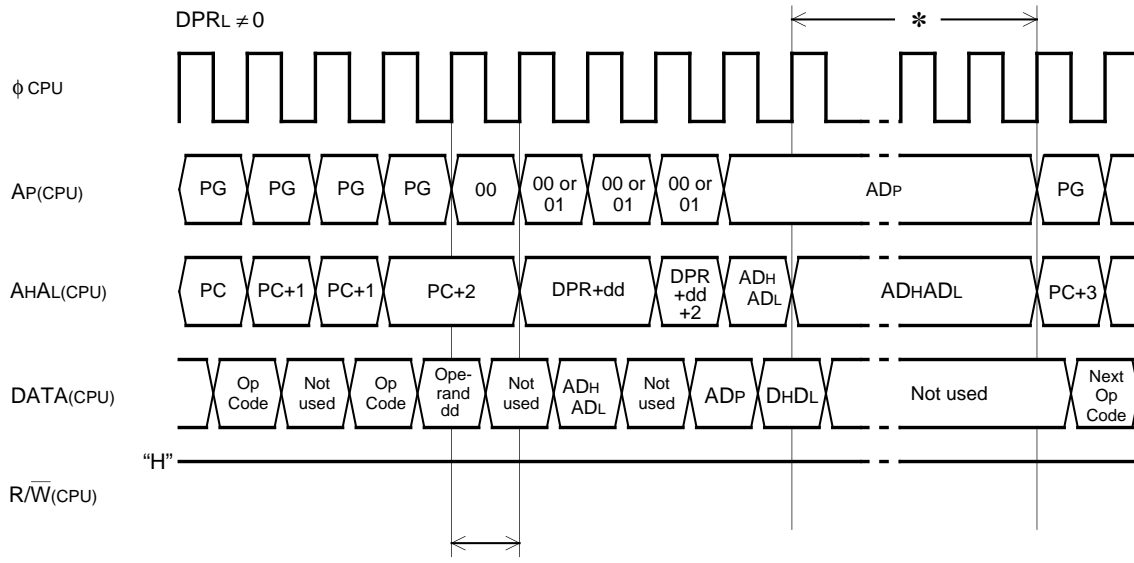 DPRL ≠ 0
*
ϕ CPU
AP(CPU)
PG
PG
PG
PG
00
00 or
01
00 or
01
00 or
01
ADP
PG
AHAL(CPU)
PC
PC+1
PC+1
PC+2
DPR+dd
DPR
+dd
+2
ADH
ADL
ADHADL
PC+3
DATA(CPU)
Op
Code
Not
used
Op
Code
Ope-
rand
dd
Not
used
ADH
ADL
Not
used
ADP
DHDL
Not used
Next
Op
Code
“H”
R/W̅(CPU)